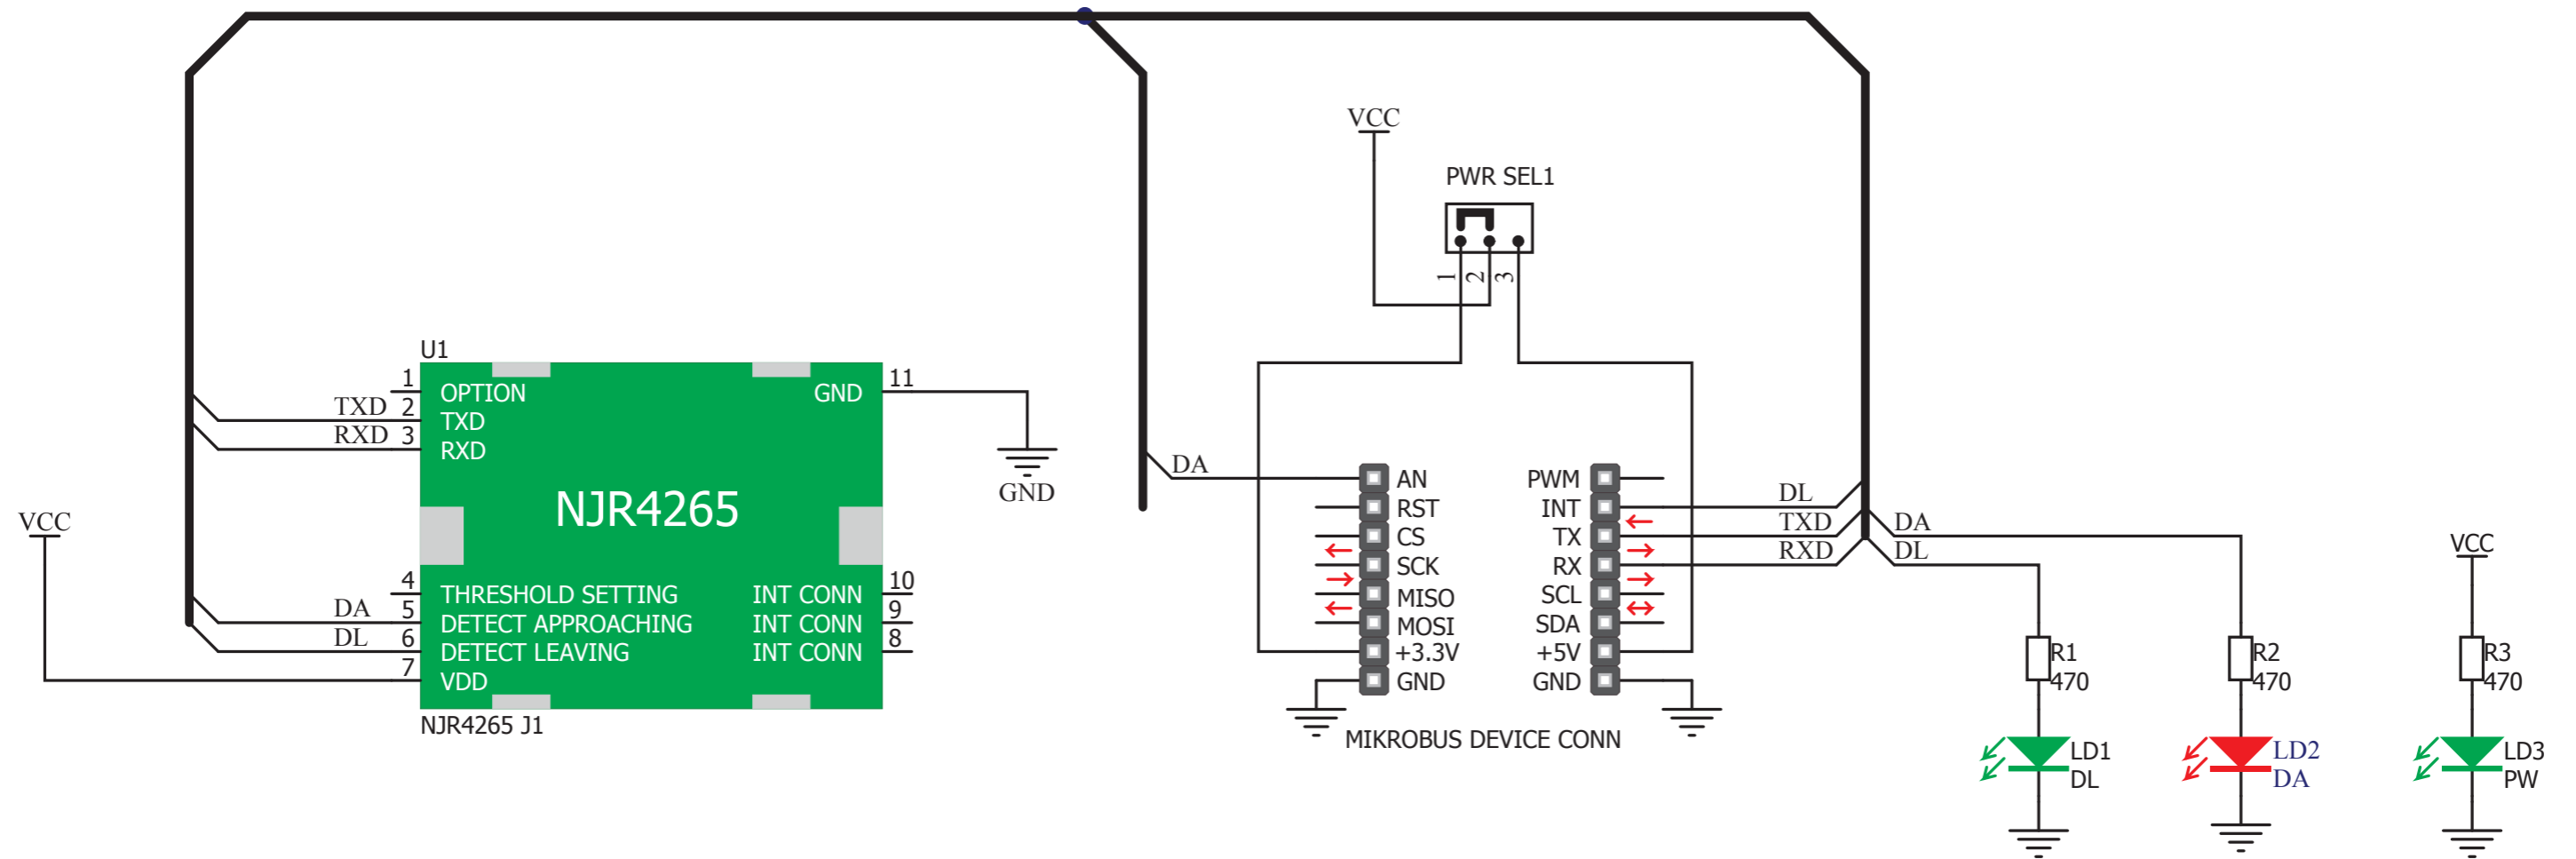 VCC
PWR SEL1
1 2 3
U1
1 OPTION
TXD 2 TXD
RXD 3 RXD
GND 11
GND
NJR4265
VCC
4 THRESHOLD SETTING
DA 5 DETECT APPROACHING
DL 6 DETECT LEAVING
7 VDD
INT CONN 10
INT CONN 9
INT CONN 8
NJR4265 J1
DA AN
RST
CS
SCK
MISO
MOSI
+3.3V
GND
PWM
INT DL
TX TXD
RX RXD
SCL
SDA
+5V
GND
MIKROBUS DEVICE CONN
DA
DL
R1
470
LD1
DL
R2
470
LD2
DA
VCC
R3
470
LD3
PW